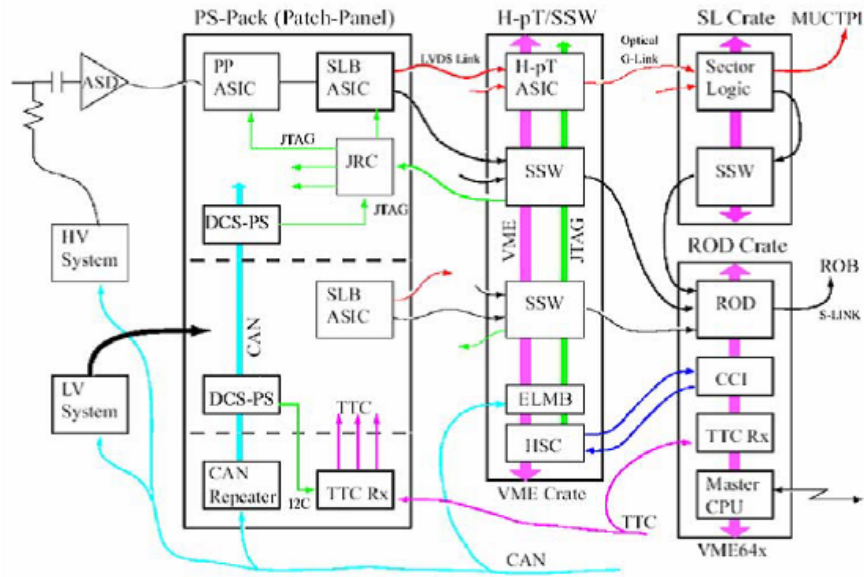 PS-Pack (Patch-Panel)
H-pT/SSW
SL Crate
MUCTPI
ASD
PP
ASIC
SLB
ASIC
LVDS Link
H-pT
ASIC
Optical
G-Link
Sector
Logic
JTAG
JRC
SSW
SSW
JTAG
DCS-PS
HV
System
VME
JTAG
ROD Crate
SLB
ASIC
SSW
ROD
ROB
S-LINK
CAN
LV
System
DCS-PS
TTC
ELMB
CCI
HSC
TTC Rx
CAN
Repeater
I2C
TTC Rx
VME Crate
Master
CPU
TTC
CAN
VME64x